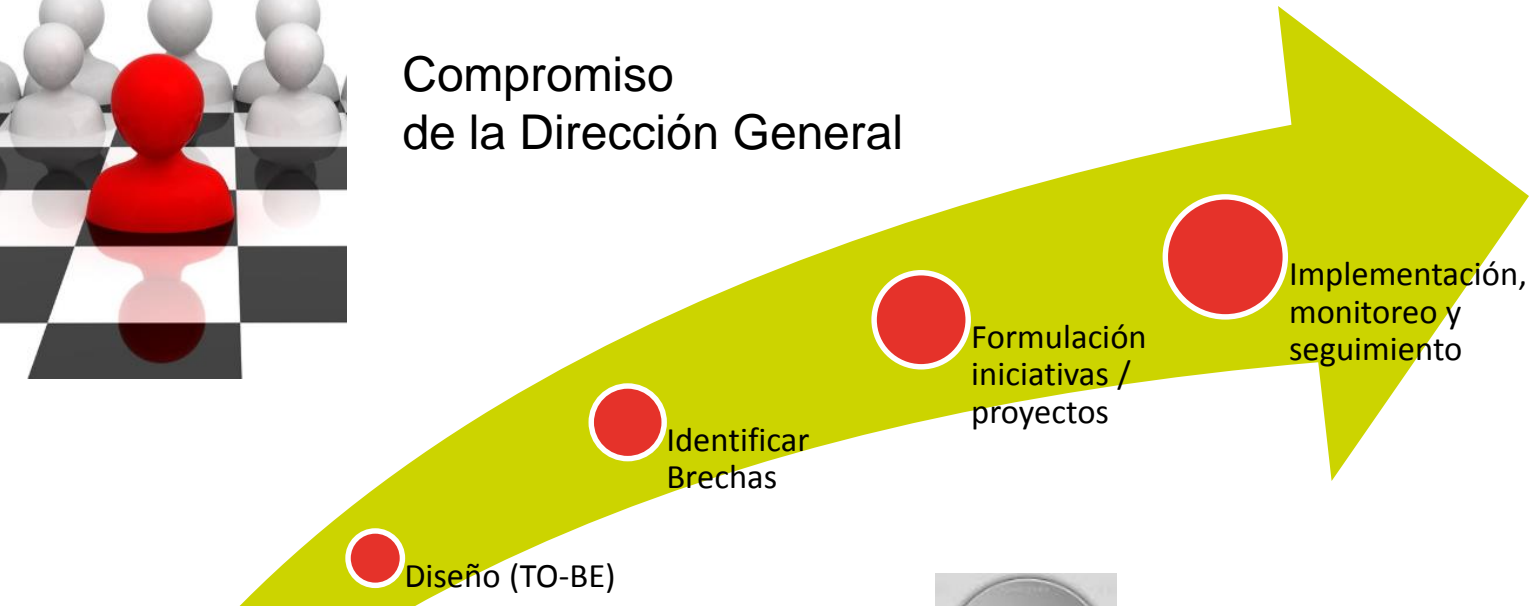 Compromiso
de la Dirección General
Implementación,
monitoreo y
seguimiento
Formulación
iniciativas /
proyectos
Identificar
Brechas
Diseño (TO-BE)